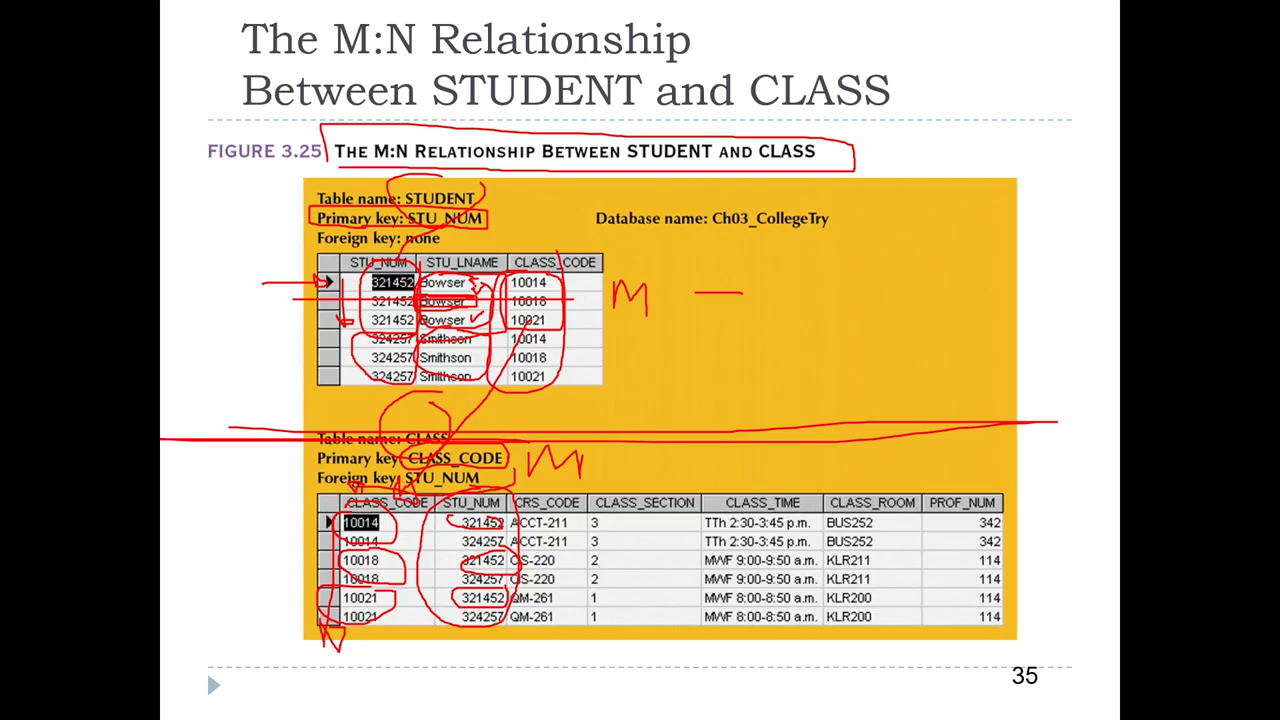 The M:N Relationship
Between STUDENT and CLASS
FIGURE 3.25 THE M:N RELATIONSHIP BETWEEN STUDENT AND CLASS
Table name: STUDENT
Primary key: STU_NUM Database name: Ch03_CollegeTry
Foreign key: none
STU_NUM STU_LNAME CLASS_CODE
321452 Bowser 10014
321452 Bowser 10018
321452 Bowser 10021
324257 Smithson 10014
324257 Smithson 10018
324257 Smithson 10021
M
Table name: CLASS
Primary key: CLASS_CODE
Foreign key: STU_NUM
M
CLASS_CODE STU_NUM CRS_CODE CLASS_SECTION CLASS_TIME CLASS_ROOM PROF_NUM
10014 321452 ACCT-211 3 TTh 2:30-3:45 p.m. BUS252 342
10014 324257 ACCT-211 3 TTh 2:30-3:45 p.m. BUS252 342
10018 321452 CIS-220 2 MWF 9:00-9:50 a.m. KLR211 114
10018 324257 CIS-220 2 MWF 9:00-9:50 a.m. KLR211 114
10021 321452 QM-261 1 MWF 8:00-8:50 a.m. KLR200 114
10021 324257 QM-261 1 MWF 8:00-8:50 a.m. KLR200 114
35